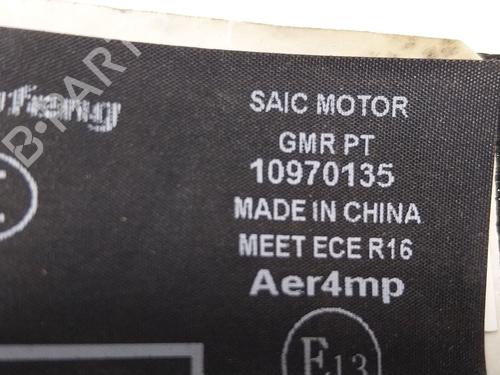 SAIC MOTOR
GMR PT
10970135
MADE IN CHINA
MEET ECE R16
Aer4mp
E13